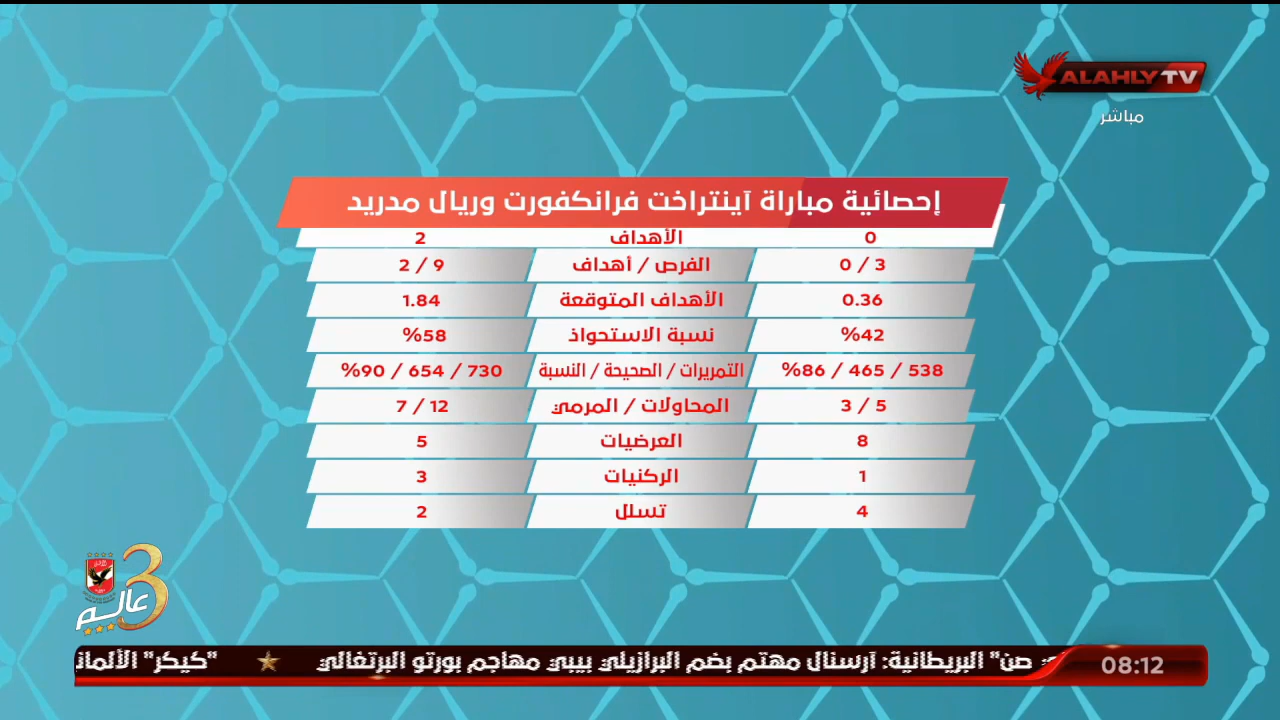 ALAHLY TV
مباشر
إحصائية مباراة آينتراخت فرانكفورت وريال مدريد
0 الأهداف 2
3 / 0 الفرص / أهداف 9 / 2
0.36 الأهداف المتوقعة 1.84
%42 نسبة الاستحواذ %58
538 / 465 / 86% التمريرات / الصحيحة / النسبة 730 / 654 / 90%
5 / 3 المحاولات / المرمي 12 / 7
8 العرضيات 5
1 الركنيات 3
4 تسلل 2
3
عالم
08:12
صن" البريطانية: آرسنال مهتم بضم البرازيلي بيبي مهاجم بورتو البرتغالي "كيكر"